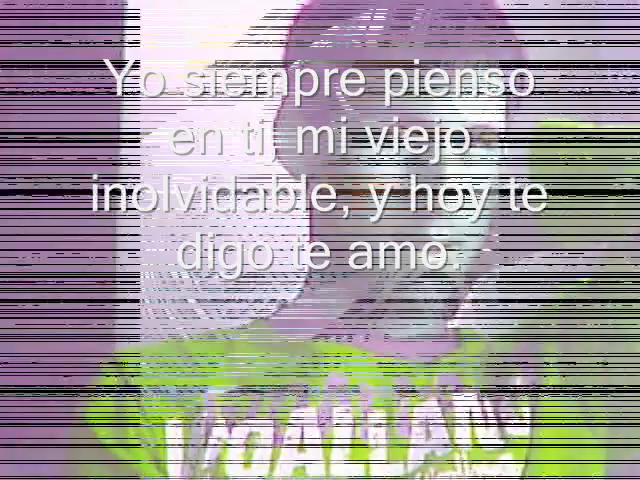 Yo siempre pienso
en ti, mi viejo
inolvidable, y hoy te
digo te amo.